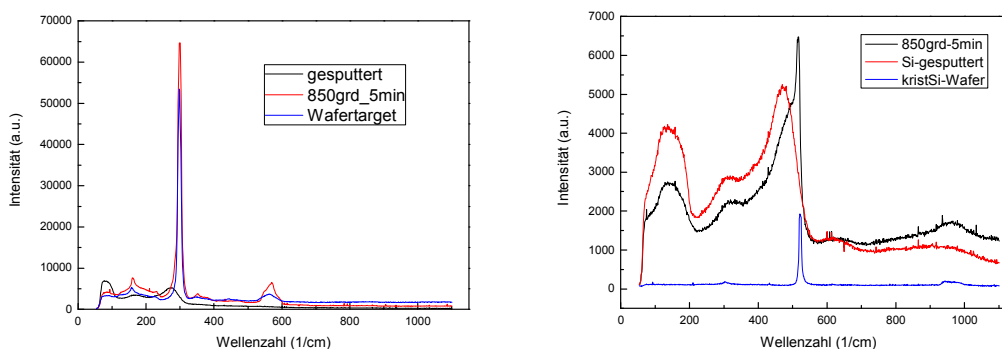 70000
60000
50000
40000
30000
20000
10000
0
Intensität (a.u.)
gesputtert
850grd_5min
Wafertarget
0 200 400 600 800 1000
Wellenzahl (1/cm)
7000
6000
5000
4000
3000
2000
1000
0
Intensität (a.u.)
850grd-5min
Si-gesputtert
kristSi-Wafer
0 200 400 600 800 1000
Wellenzahl (1/cm)